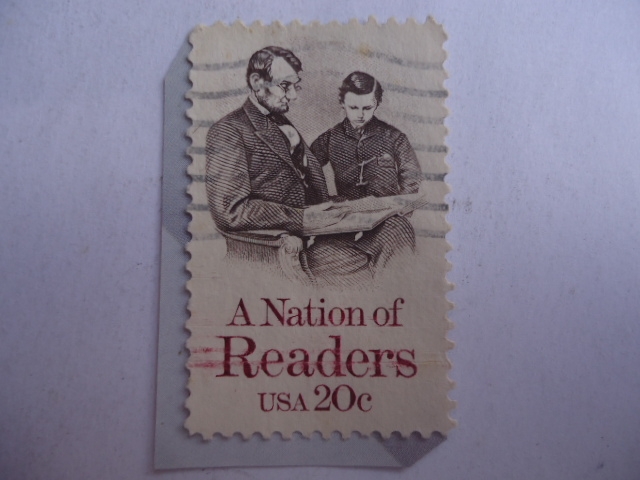 A Nation of
Readers
USA 20c